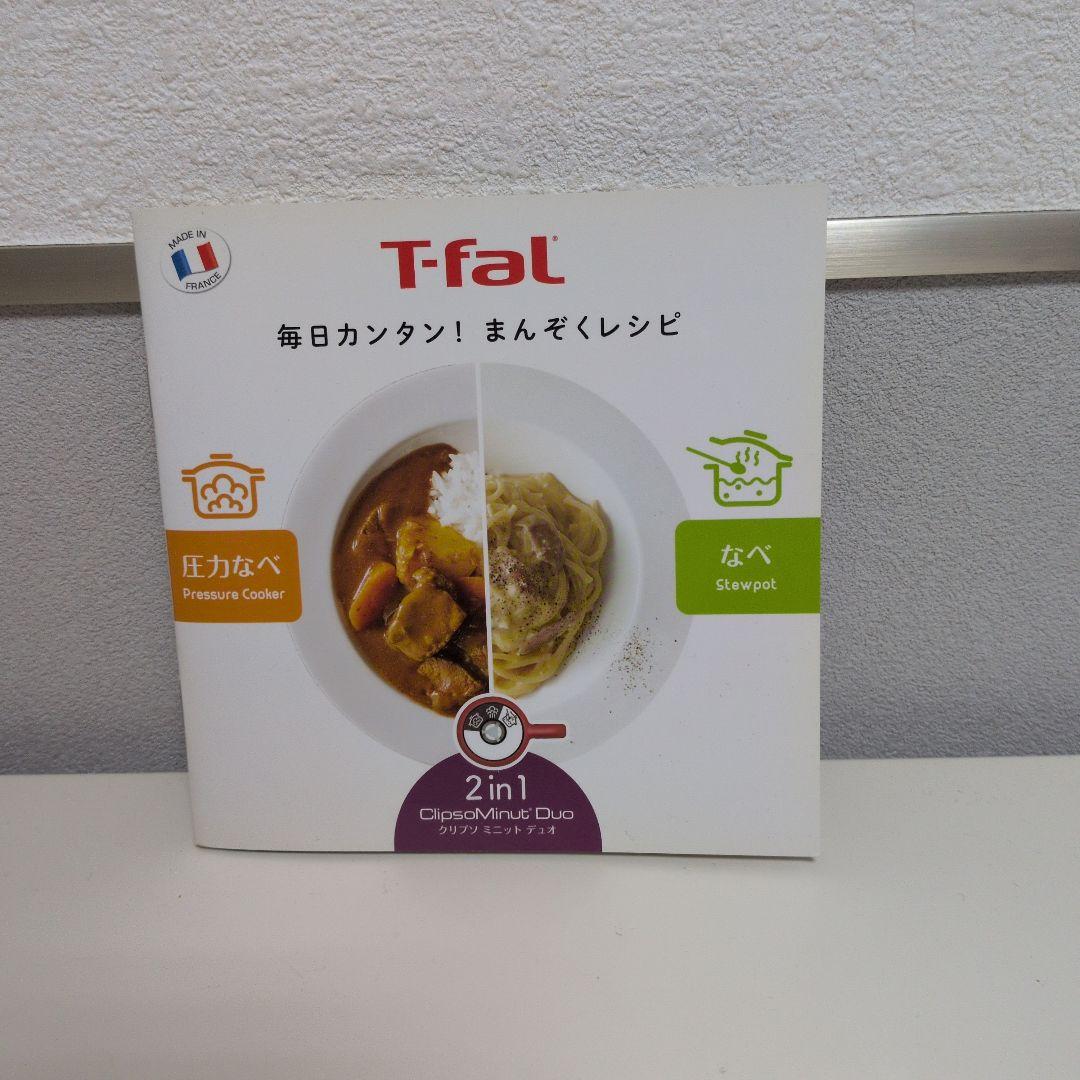 MADE IN
FRANCE
T-fal®
毎日カンタン! まんぞくレシピ
圧力なべ
Pressure Cooker
なべ
Stewpot
2in1
ClipsoMinut® Duo
クリプソ ミニット デュオ